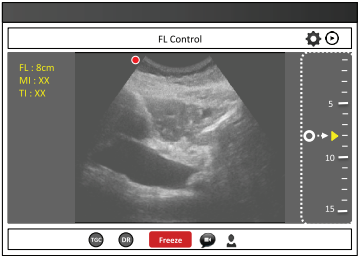 FL Control
FL : 8cm
MI : XX
TI : XX
5
10
15
TGC
DR
Freeze